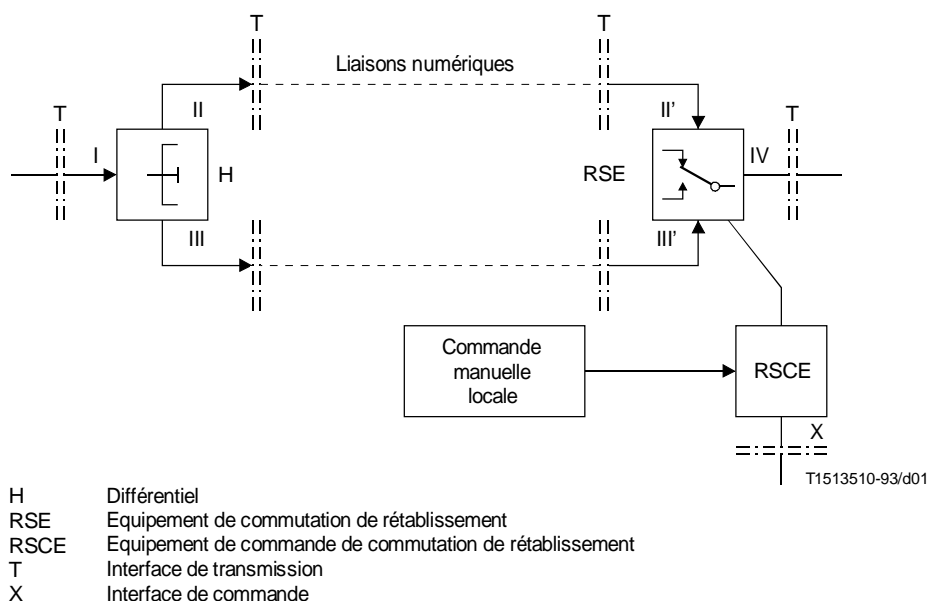 T
T
Liaisons numériques
T
II
II’
T
I
H
RSE
IV
III
III’
Commande
manuelle
locale
RSCE
X
T1513510-93/d01
H Différentiel
RSE Equipement de commutation de rétablissement
RSCE Equipement de commande de commutation de rétablissement
T Interface de transmission
X Interface de commande